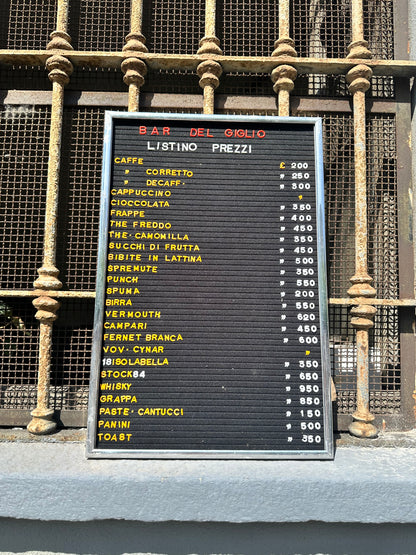 BAR DEL GIGLIO
LISTINO PREZZI
CAFFE £ 200
" CORRETTO " 250
" DECAFF. " 300
CAPPUCCINO "
CIOCCOLATA " 350
FRAPPE " 400
THE FREDDO " 450
THE-CAMOMILLA " 350
SUCCHI DI FRUTTA " 450
BIBITE IN LATTINA " 500
SPREMUTE " 350
PUNCH " 550
SPUMA " 200
BIRRA " 550
VERMOUTH " 620
CAMPARI " 450
FERNET BRANCA " 600
VOV-CYNAR "
18ISOLABELLA " 350
STOCK84 " 650
WHISKY " 950
GRAPPA " 850
PASTE-CANTUCCI " 150
PANINI " 500
TOAST " 350